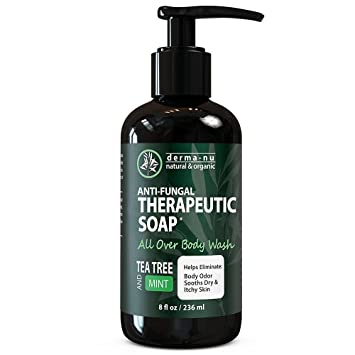 derma-nu
natural & organic
ANTI-FUNGAL
THERAPEUTIC
SOAP*
All Over Body Wash
TEA TREE
AND MINT
Helps Eliminate:
Body Odor
Sooths Dry &
Itchy Skin
8 fl oz / 236 ml